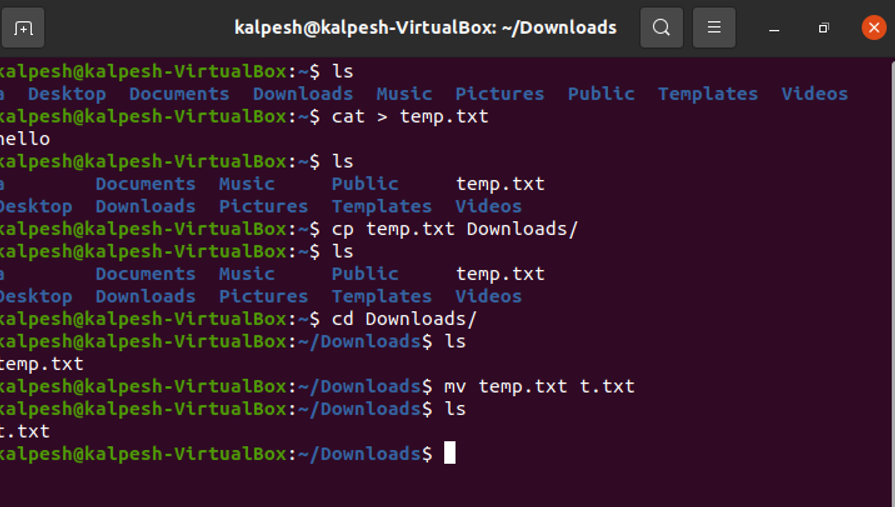 kalpesh@kalpesh-VirtualBox: ~/Downloads
kalpesh@kalpesh-VirtualBox:~$ ls
a Desktop Documents Downloads Music Pictures Public Templates Videos
kalpesh@kalpesh-VirtualBox:~$ cat > temp.txt
hello
kalpesh@kalpesh-VirtualBox:~$ ls
a Documents Music Public temp.txt
Desktop Downloads Pictures Templates Videos
kalpesh@kalpesh-VirtualBox:~$ cp temp.txt Downloads/
kalpesh@kalpesh-VirtualBox:~$ ls
a Documents Music Public temp.txt
Desktop Downloads Pictures Templates Videos
kalpesh@kalpesh-VirtualBox:~$ cd Downloads/
kalpesh@kalpesh-VirtualBox:~/Downloads$ ls
temp.txt
kalpesh@kalpesh-VirtualBox:~/Downloads$ mv temp.txt t.txt
kalpesh@kalpesh-VirtualBox:~/Downloads$ ls
t.txt
kalpesh@kalpesh-VirtualBox:~/Downloads$